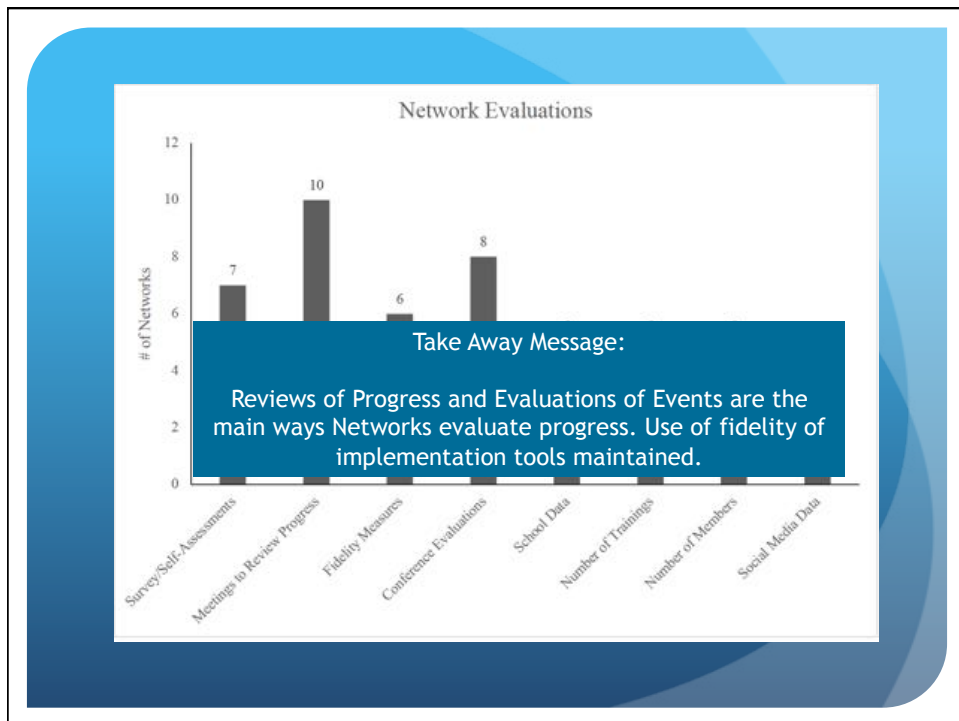 Network Evaluations
12
10
8
6
4
2
0
# of Networks
7
10
6
8
Take Away Message:
Reviews of Progress and Evaluations of Events are the
main ways Networks evaluate progress. Use of fidelity of
implementation tools maintained.
Survey/Self-Assessments
Meetings to Review Progress
Fidelity Measures
Conference Evaluations
School Data
Number of Trainings
Number of Members
Social Media Data